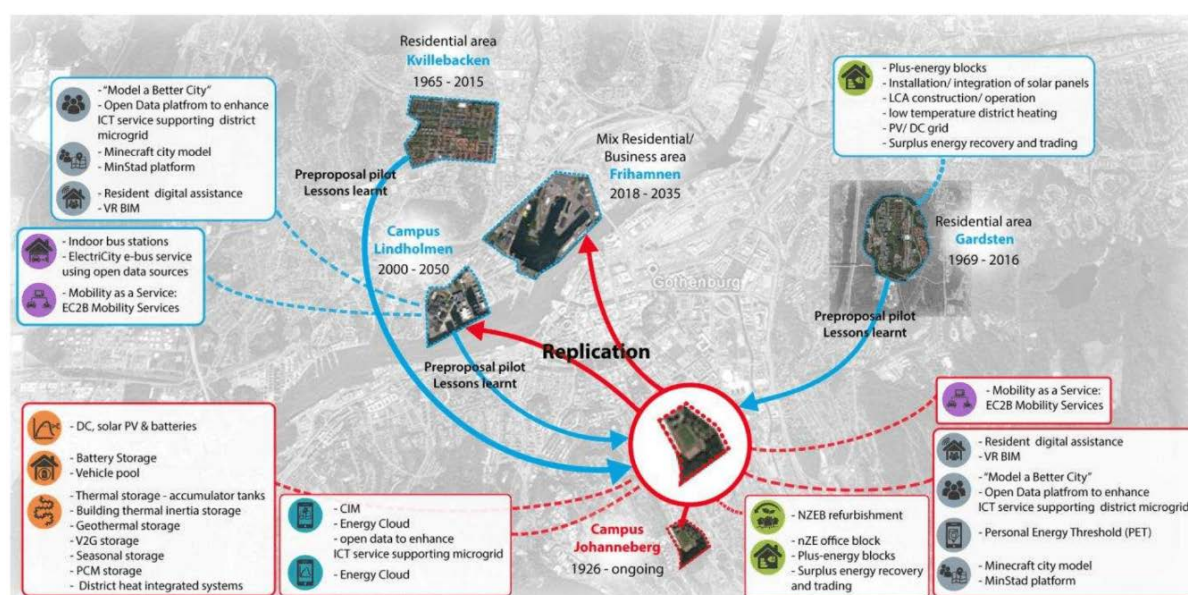 Residential area
Kvillebacken
1965 - 2015
- "Model a Better City"
- Open Data platfrom to enhance
ICT service supporting district
microgrid
- Minecraft city model
- MinStad platform
- Resident digital assistance
- VR BIM
- Indoor bus stations
- ElectriCity e-bus service
using open data sources
- Mobility as a Service:
EC2B Mobility Services
Preproposal pilot
Lessons learnt
Mix Residential/
Business area
Frihamnen
2018 - 2035
Campus
Lindholmen
2000 - 2050
- Plus-energy blocks
- Installation/ integration of solar panels
- LCA construction/ operation
- low temperature district heating
- PV/ DC grid
- Surplus energy recovery and trading
Residential area
Gardsten
1969 - 2016
Gothenburg
Preproposal pilot
Lessons learnt
Replication
Preproposal pilot
Lessons learnt
- DC, solar PV & batteries
- Battery Storage
- Vehicle pool
- Thermal storage - accumulator tanks
- Building thermal inertia storage
- Geothermal storage
- V2G storage
- Seasonal storage
- PCM storage
- District heat integrated systems
- CIM
- Energy Cloud
- open data to enhance
ICT service supporting microgrid
- Energy Cloud
Campus
Johanneberg
1926 - ongoing
- NZEB refurbishment
- nZE office block
- Plus-energy blocks
- Surplus energy recovery
and trading
- Mobility as a Service:
EC2B Mobility Services
- Resident digital assistance
- VR BIM
- "Model a Better City"
- Open Data platfrom to enhance
ICT service supporting district microgrid
- Personal Energy Threshold (PET)
- Minecraft city model
- MinStad platform